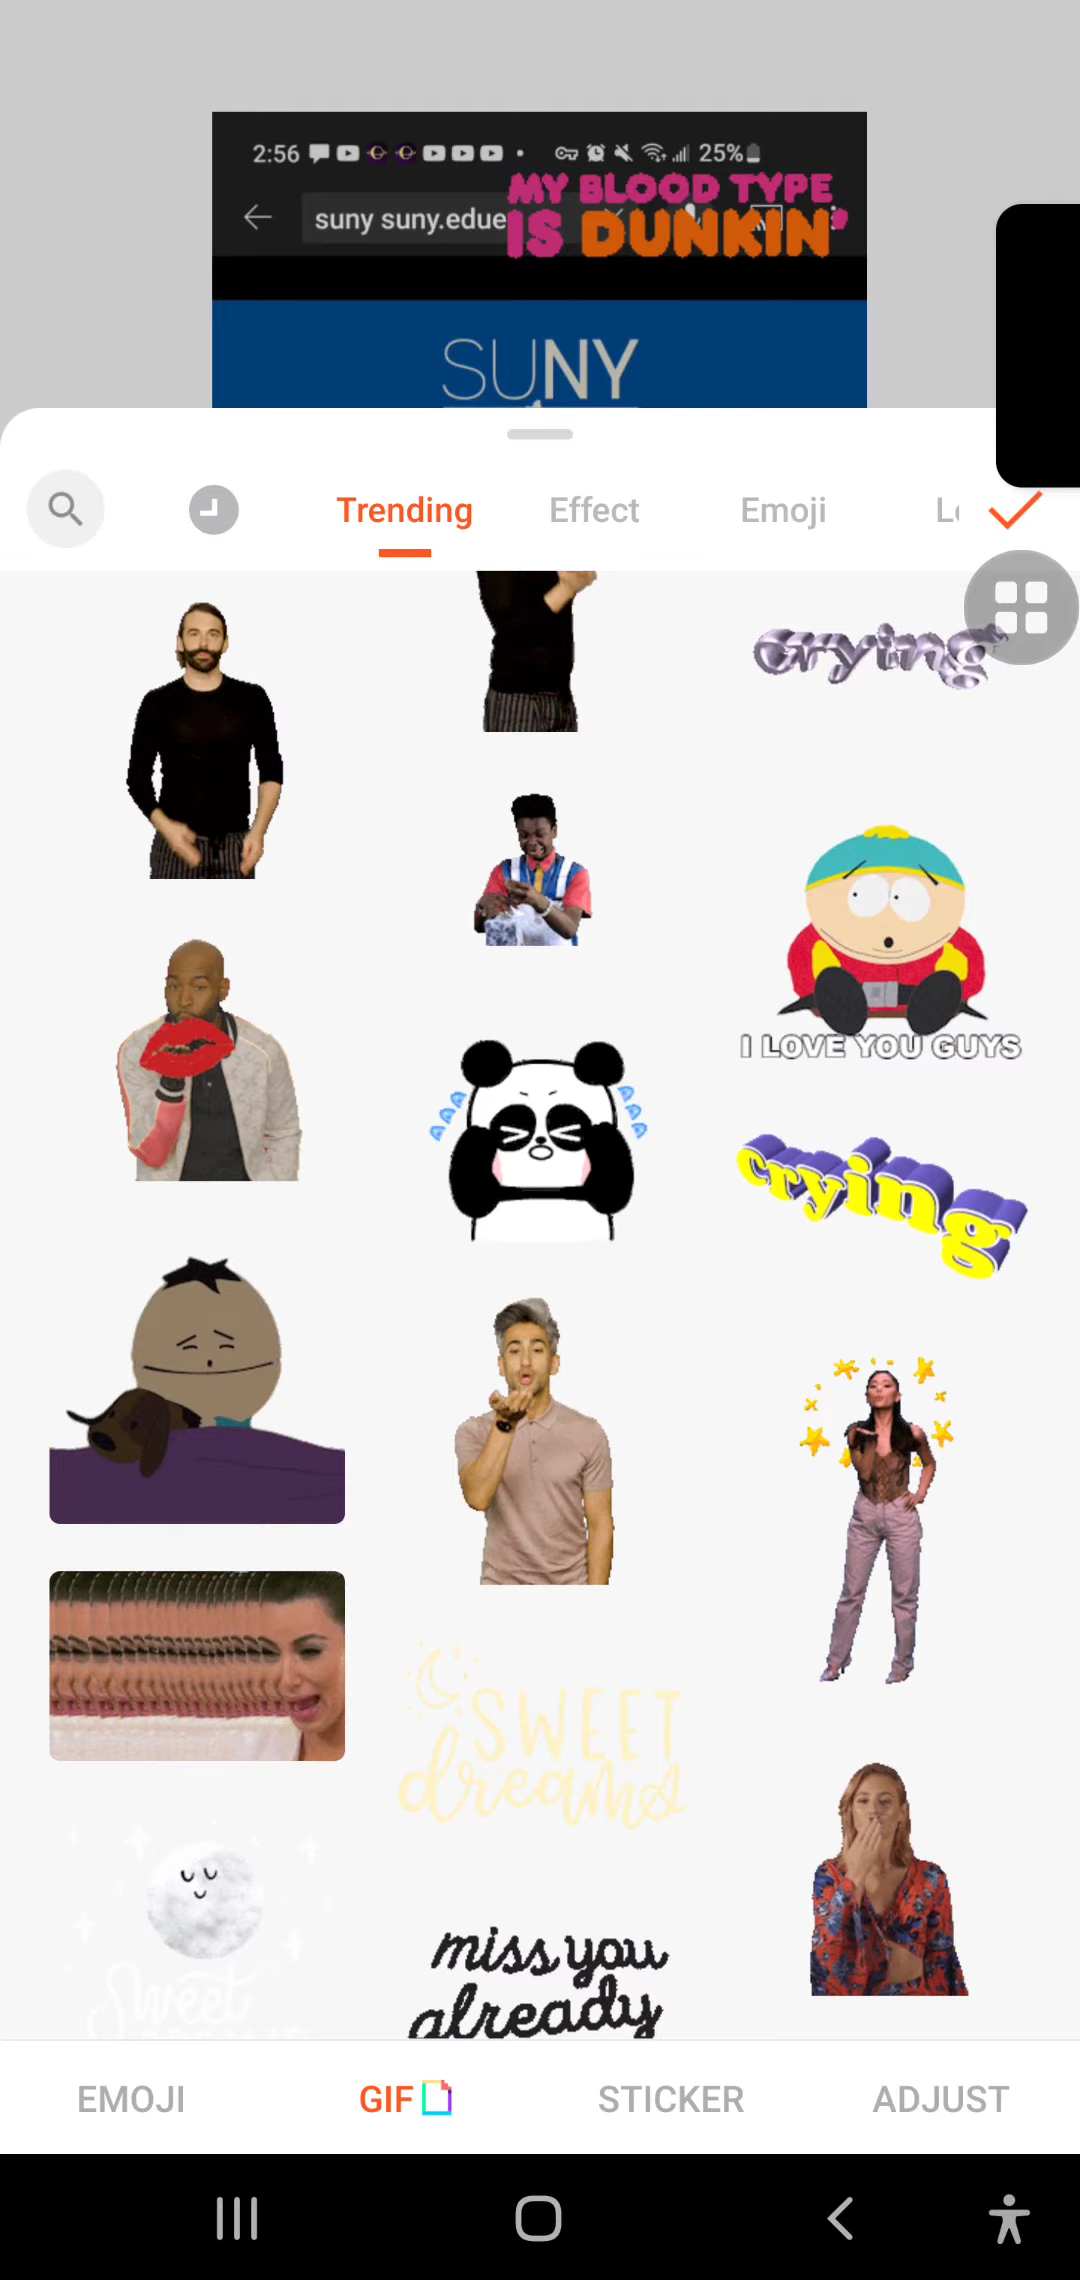 2:56
25%
MY BLOOD TYPE
suny suny.edue
IS DUNKIN'
SUNY
Trending
Effect
Emoji
crying
I LOVE YOU GUYS
crying
SWEET
dreams
Sweet
miss you
already
EMOJI
GIF
STICKER
ADJUST